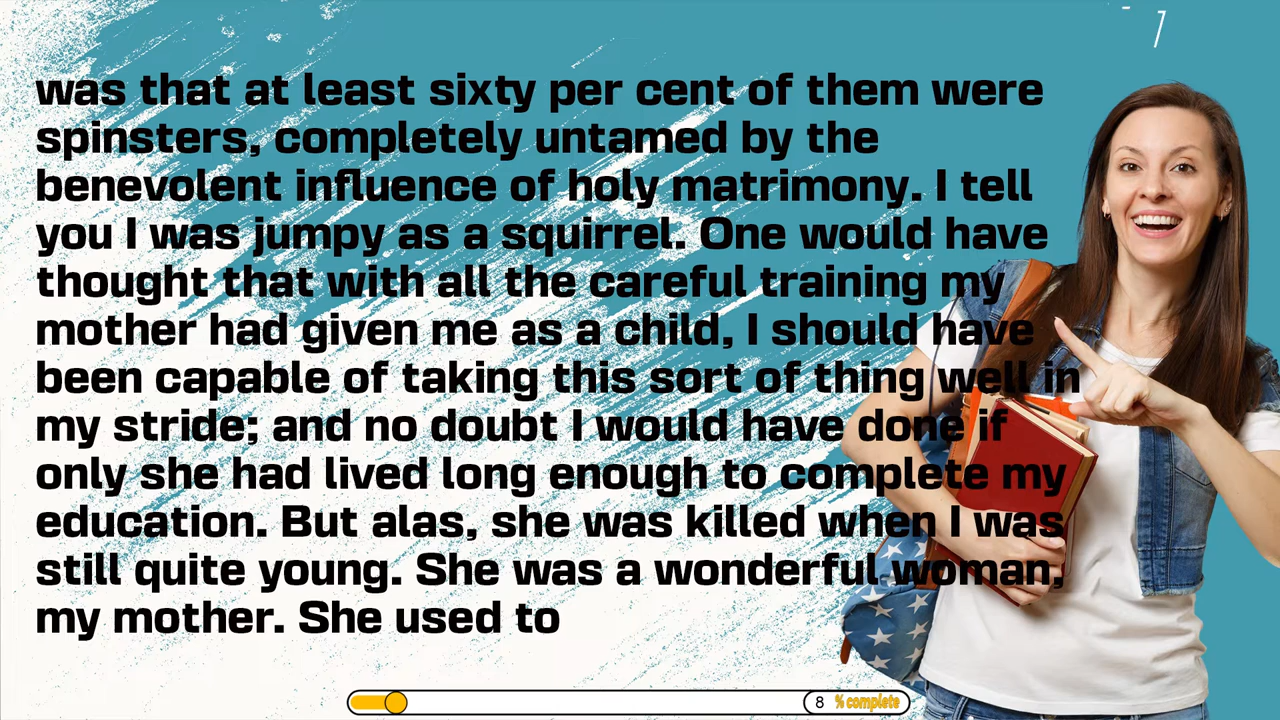 7
was that at least sixty per cent of them were
spinsters, completely untamed by the
benevolent influence of holy matrimony. I tell
you I was jumpy as a squirrel. One would have
thought that with all the careful training my
mother had given me as a child, I should have
been capable of taking this sort of thing well in
my stride; and no doubt I would have done if
only she had lived long enough to complete my
education. But alas, she was killed when I was
still quite young. She was a wonderful woman,
my mother. She used to
8 % complete